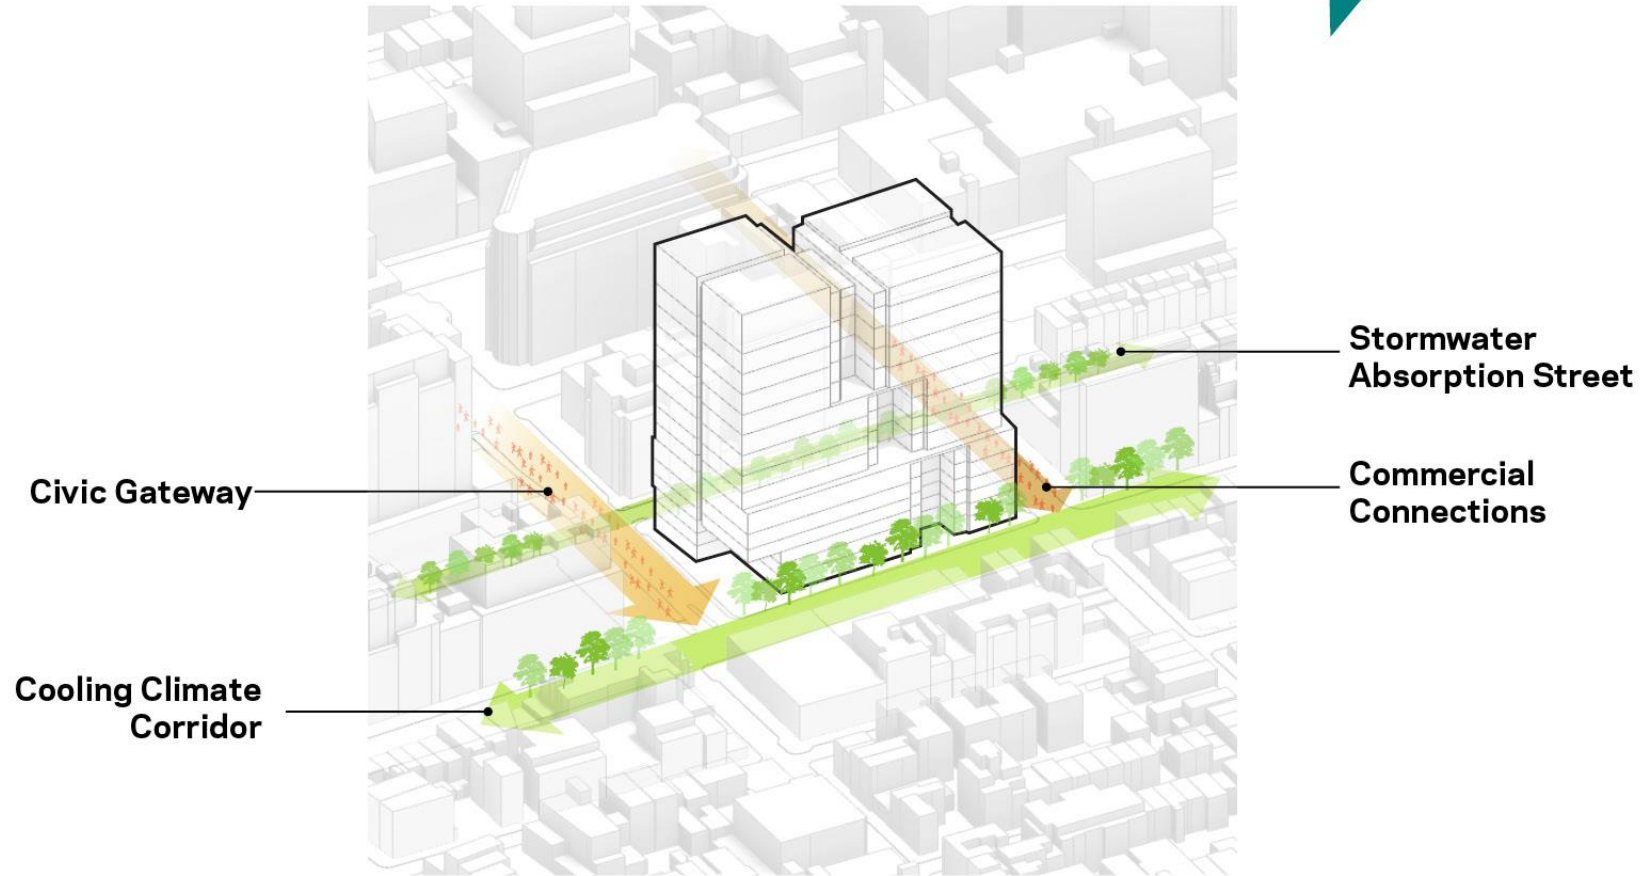 Stormwater
Absorption Street
Civic Gateway
Commercial
Connections
Cooling Climate
Corridor